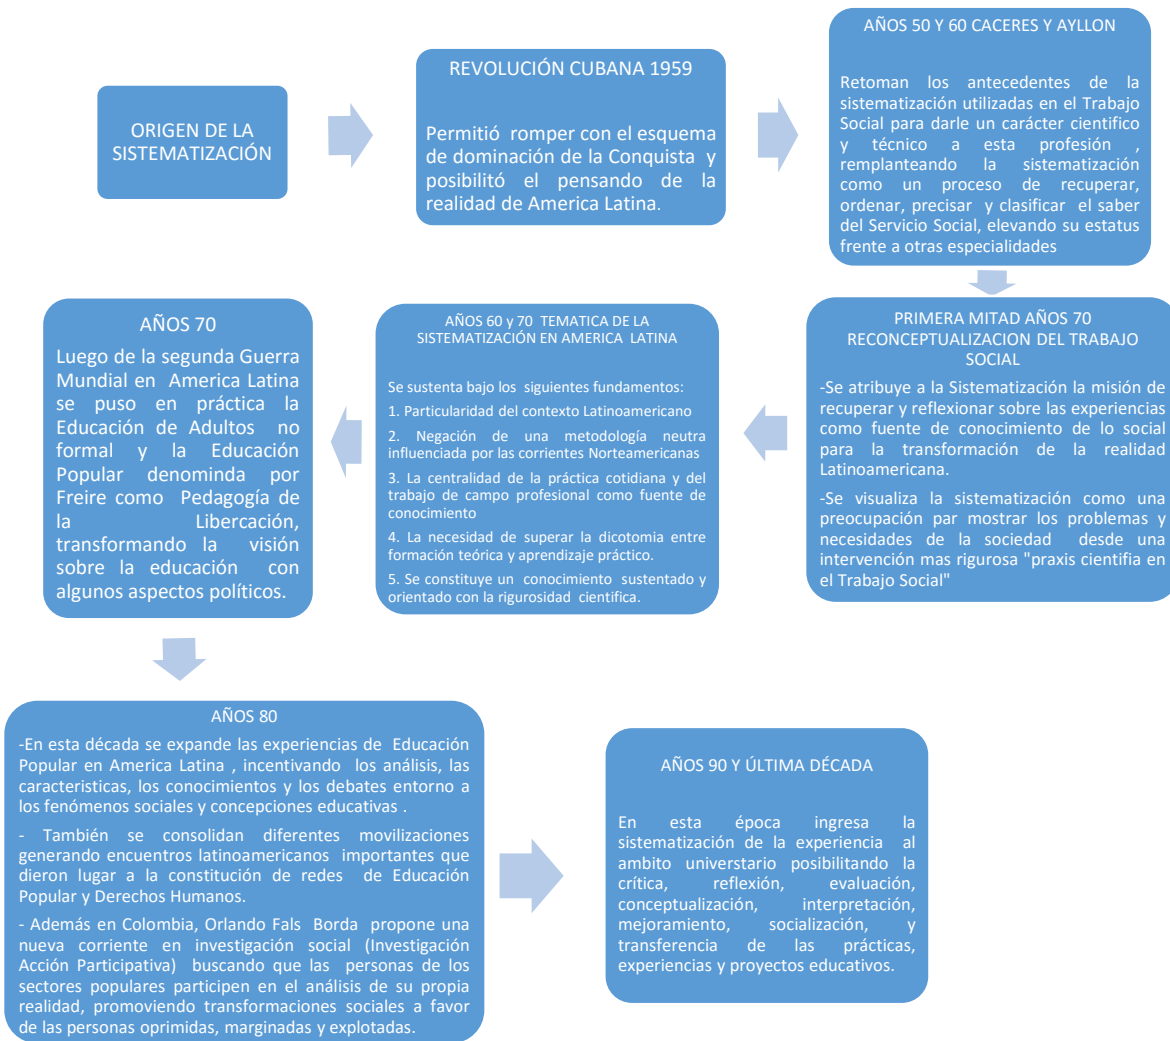 ORIGEN DE LA
SISTEMATIZACIÓN
REVOLUCIÓN CUBANA 1959
Permitió romper con el esquema
de dominación de la Conquista y
posibilitó el pensando de la
realidad de America Latina.
AÑOS 50 Y 60 CACERES Y AYLLON
Retoman los antecedentes de la
sistematización utilizadas en el Trabajo
Social para darle un carácter cientifico
y técnico a esta profesión ,
remplanteando la sistematización
como un proceso de recuperar,
ordenar, precisar y clasificar el saber
del Servicio Social, elevando su estatus
frente a otras especialidades
PRIMERA MITAD AÑOS 70
RECONCEPTUALIZACION DEL TRABAJO
SOCIAL
-Se atribuye a la Sistematización la misión de
recuperar y reflexionar sobre las experiencias
como fuente de conocimiento de lo social
para la transformación de la realidad
Latinoamericana.
-Se visualiza la sistematización como una
preocupación par mostrar los problemas y
necesidades de la sociedad desde una
intervención mas rigurosa "praxis cientifia en
el Trabajo Social"
AÑOS 60 y 70 TEMATICA DE LA
SISTEMATIZACIÓN EN AMERICA LATINA
Se sustenta bajo los siguientes fundamentos:
1. Particularidad del contexto Latinoamericano
2. Negación de una metodología neutra
influenciada por las corrientes Norteamericanas
3. La centralidad de la práctica cotidiana y del
trabajo de campo profesional como fuente de
conocimiento
4. La necesidad de superar la dicotomia entre
formación teórica y aprendizaje práctico.
5. Se constituye un conocimiento sustentado y
orientado con la rigurosidad cientifica.
AÑOS 70
Luego de la segunda Guerra
Mundial en America Latina
se puso en práctica la
Educación de Adultos no
formal y la Educación
Popular denominda por
Freire como Pedagogía de
la Libercación,
transformando la visión
sobre la educación con
algunos aspectos políticos.
AÑOS 80
-En esta década se expande las experiencias de Educación
Popular en America Latina , incentivando los análisis, las
caracteristicas, los conocimientos y los debates entorno a
los fenómenos sociales y concepciones educativas .
- También se consolidan diferentes movilizaciones
generando encuentros latinoamericanos importantes que
dieron lugar a la constitución de redes de Educación
Popular y Derechos Humanos.
- Además en Colombia, Orlando Fals Borda propone una
nueva corriente en investigación social (Investigación
Acción Participativa) buscando que las personas de los
sectores populares participen en el análisis de su propia
realidad, promoviendo transformaciones sociales a favor
de las personas oprimidas, marginadas y explotadas.
AÑOS 90 Y ÚLTIMA DÉCADA
En esta época ingresa la
sistematización de la experiencia al
ambito universtario posibilitando la
crítica, reflexión, evaluación,
conceptualización, interpretación,
mejoramiento, socialización, y
transferencia de las prácticas,
experiencias y proyectos educativos.